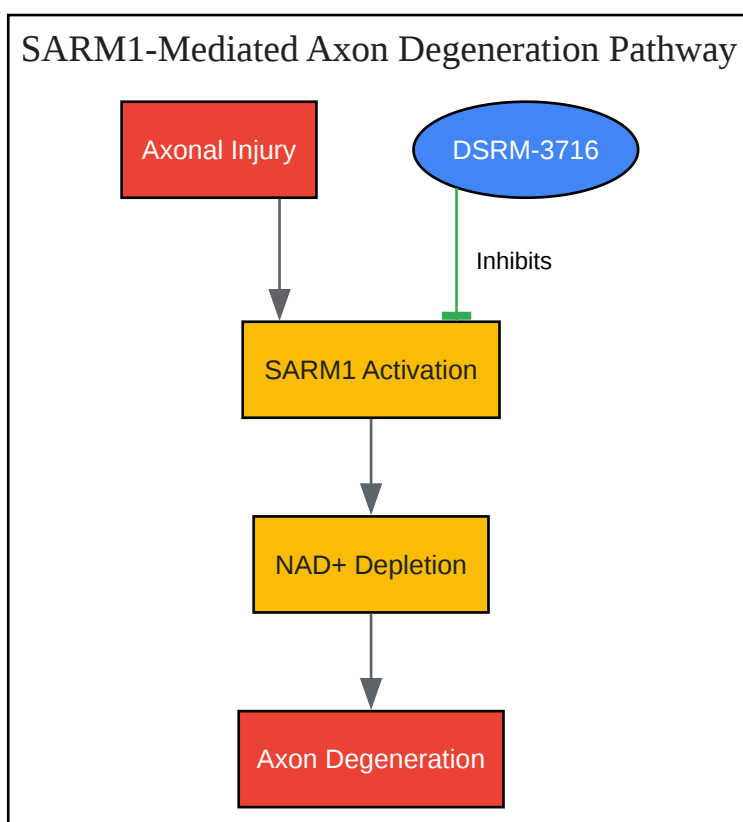 SARM1-Mediated Axon Degeneration Pathway
Axonal Injury
DSRM-3716
Inhibits
SARM1 Activation
NAD+ Depletion
Axon Degeneration